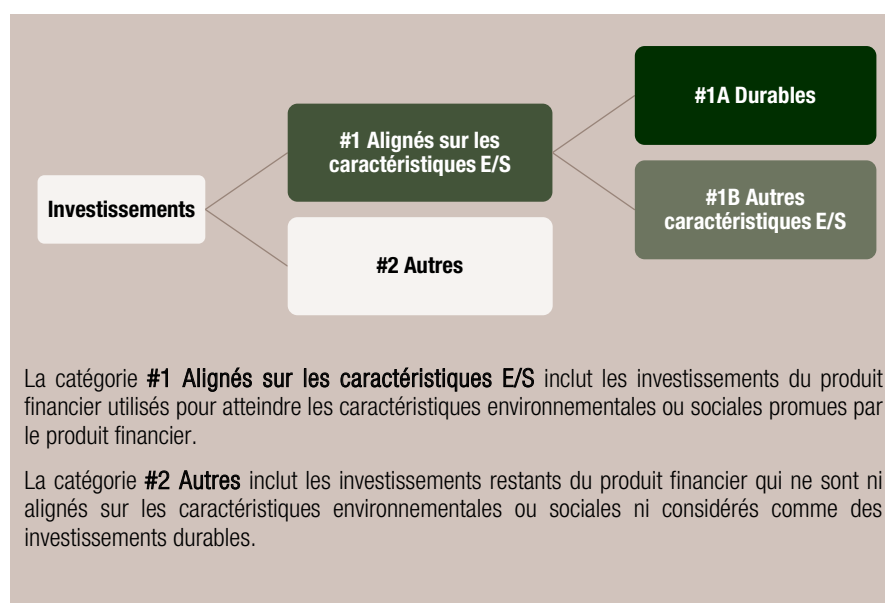 #1A Durables
#1 Alignés sur les
caractéristiques E/S
Investissements
#1B Autres
caractéristiques E/S
#2 Autres
La catégorie #1 Alignés sur les caractéristiques E/S inclut les investissements du produit
financier utilisés pour atteindre les caractéristiques environnementales ou sociales promues par
le produit financier.
La catégorie #2 Autres inclut les investissements restants du produit financier qui ne sont ni
alignés sur les caractéristiques environnementales ou sociales ni considérés comme des
investissements durables.